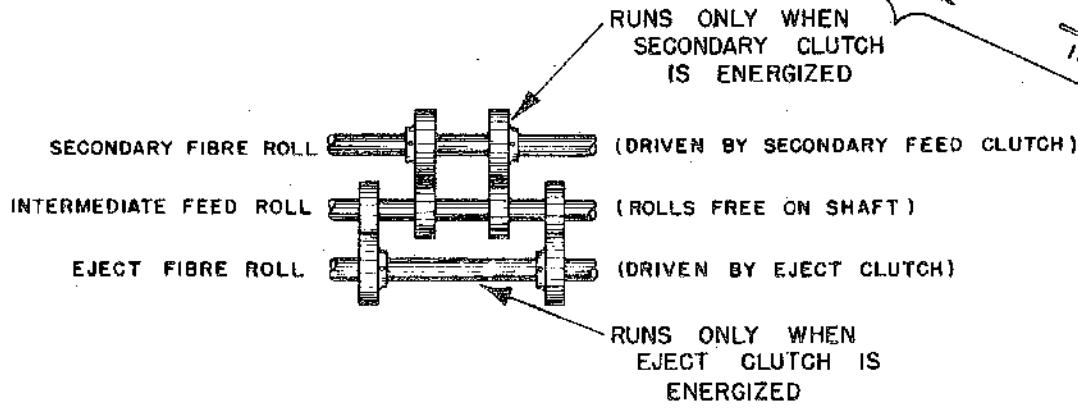 RUNS ONLY WHEN
SECONDARY CLUTCH
IS ENERGIZED
SECONDARY FIBRE ROLL (DRIVEN BY SECONDARY FEED CLUTCH)
INTERMEDIATE FEED ROLL (ROLLS FREE ON SHAFT)
EJECT FIBRE ROLL (DRIVEN BY EJECT CLUTCH)
RUNS ONLY WHEN
EJECT CLUTCH IS
ENERGIZED